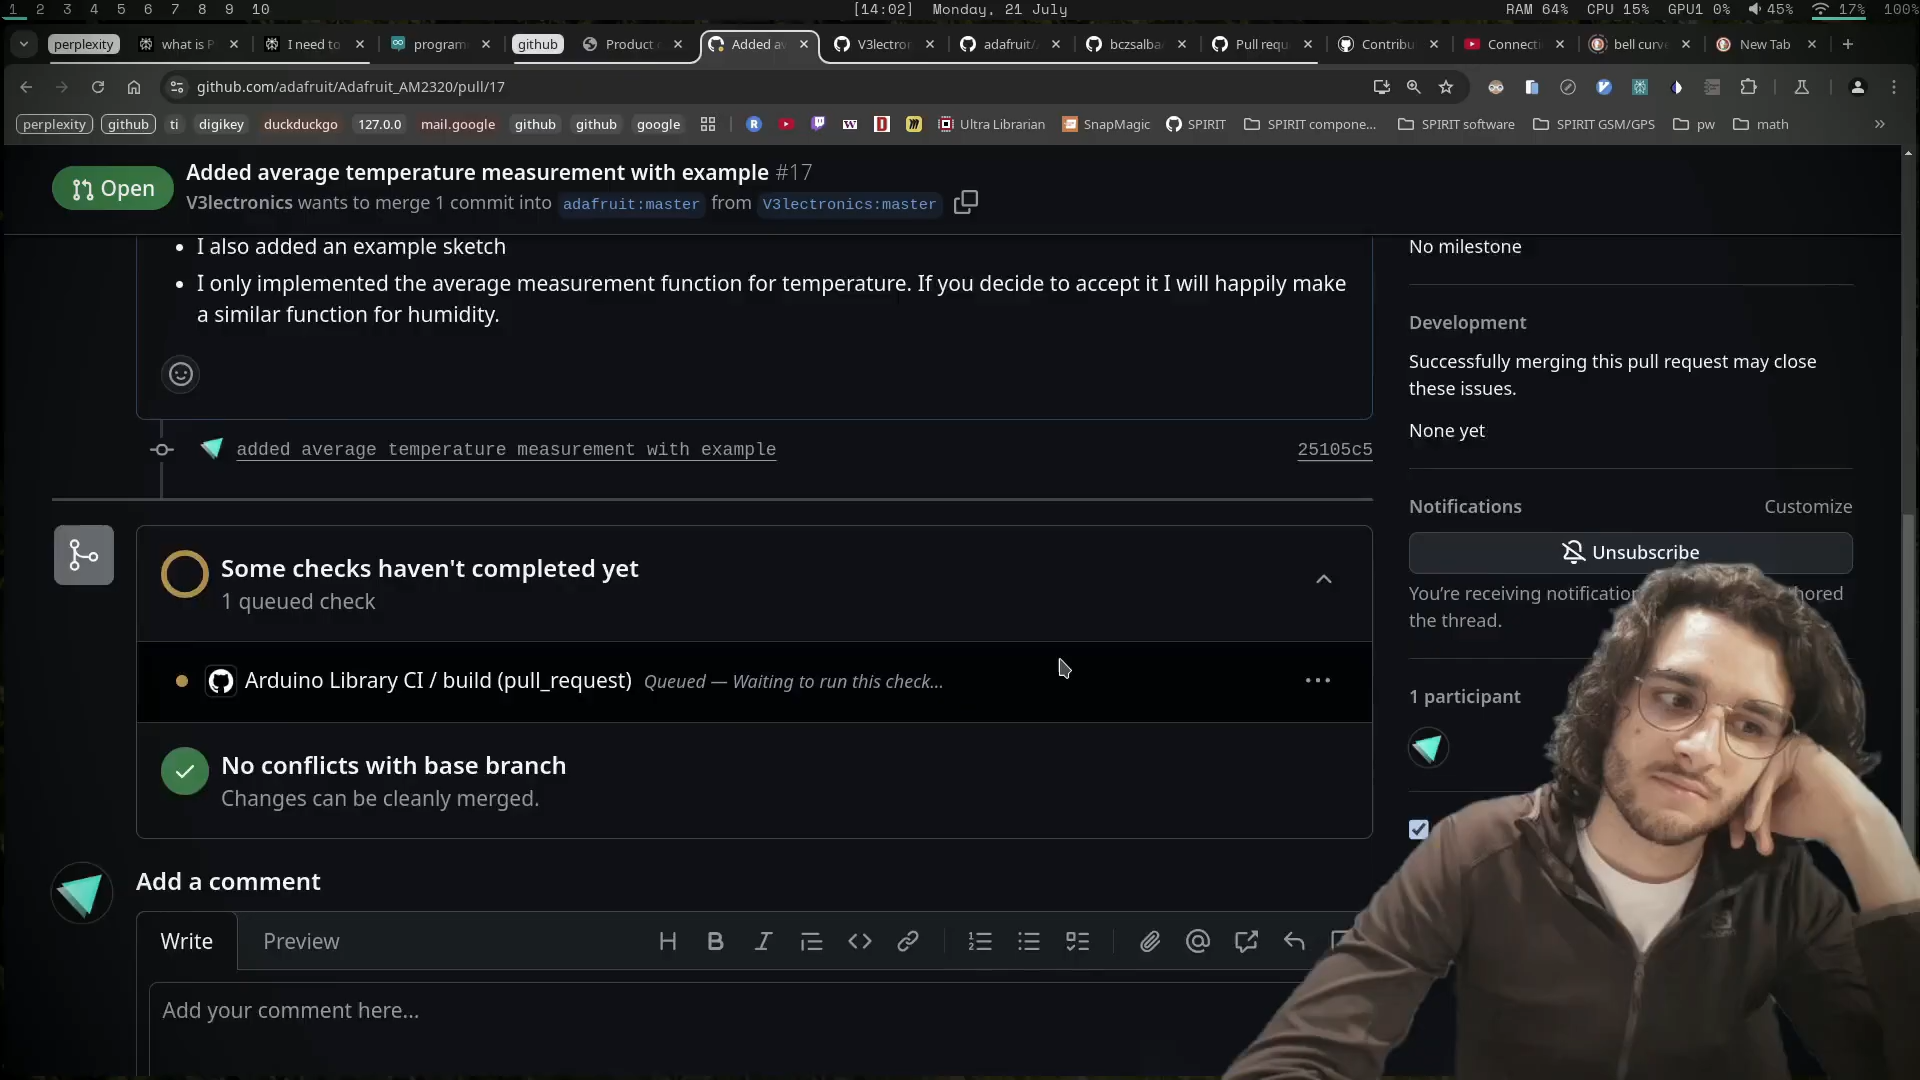 1 2 3 4 5 6 7 8 9 10
[14:02] Monday, 21 July
RAM 64% CPU 15% GPU1 0% 45% 17% 100%
perplexity
what is P
I need to
program
github
Product
Added av
V3lectron
adafruit/
bczsalba
Pull requ
Contribu
Connecti
bell curve
New Tab
github.com/adafruit/Adafruit_AM2320/pull/17
perplexity github ti digikey duckduckgo 127.0.0 mail.google github github google
Ultra Librarian SnapMagic SPIRIT SPIRIT compone... SPIRIT software SPIRIT GSM/GPS pw math
Open
Added average temperature measurement with example #17
V3lectronics wants to merge 1 commit into adafruit:master from V3lectronics:master
• I also added an example sketch
• I only implemented the average measurement function for temperature. If you decide to accept it I will happily make
a similar function for humidity.
added average temperature measurement with example 25105c5
Some checks haven't completed yet
1 queued check
Arduino Library CI / build (pull_request) Queued — Waiting to run this check...
No conflicts with base branch
Changes can be cleanly merged.
Add a comment
Write Preview
Add your comment here...
No milestone
Development
Successfully merging this pull request may close
these issues.
None yet
Notifications Customize
Unsubscribe
You're receiving notification hored
the thread.
1 participant